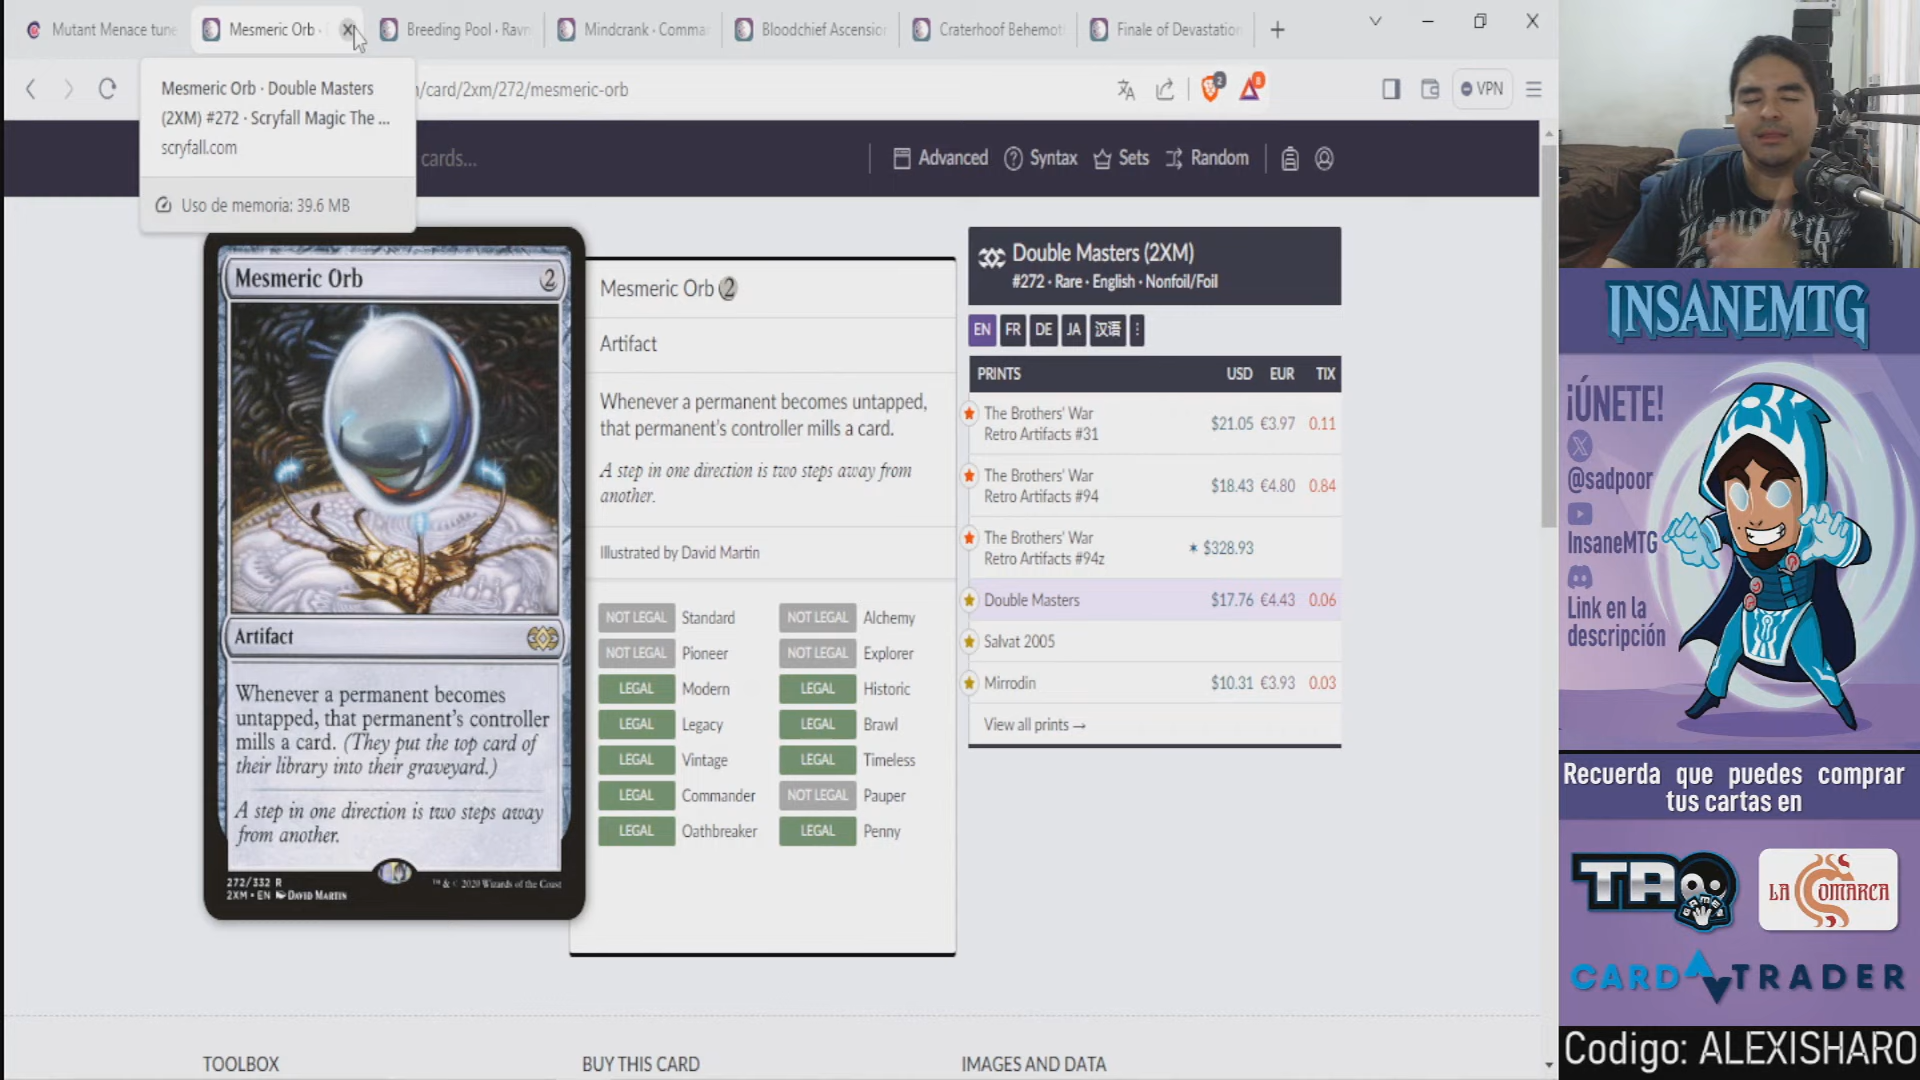 Mutant Menace tune
Mesmeric Orb ·
Breeding Pool · Ravn
Mindcrank · Comma
Bloodchief Ascension
Craterhoof Behemot
Finale of Devastation
Mesmeric Orb · Double Masters
(2XM) #272 · Scryfall Magic The ...
scryfall.com
Uso de memoria: 39.6 MB
/card/2xm/272/mesmeric-orb
2
8
VPN
cards...
Advanced
Syntax
Sets
Random
Mesmeric Orb 2
Artifact
Whenever a permanent becomes
untapped, that permanent's controller
mills a card. (They put the top card of
their library into their graveyard.)
A step in one direction is two steps away
from another.
272/332 R
2XM • EN DAVID MARTIN
™ & © 2020 Wizards of the Coast
Mesmeric Orb 2
Artifact
Whenever a permanent becomes untapped,
that permanent's controller mills a card.
A step in one direction is two steps away from
another.
Illustrated by David Martin
NOT LEGAL Standard NOT LEGAL Alchemy
NOT LEGAL Pioneer NOT LEGAL Explorer
LEGAL Modern LEGAL Historic
LEGAL Legacy LEGAL Brawl
LEGAL Vintage LEGAL Timeless
LEGAL Commander NOT LEGAL Pauper
LEGAL Oathbreaker LEGAL Penny
Double Masters (2XM)
#272 · Rare · English · Nonfoil/Foil
EN FR DE JA 汉语
PRINTS USD EUR TIX
The Brothers' War
Retro Artifacts #31 $21.05 €3.97 0.11
The Brothers' War
Retro Artifacts #94 $18.43 €4.80 0.84
The Brothers' War
Retro Artifacts #94z $328.93
Double Masters $17.76 €4.43 0.06
Salvat 2005
Mirrodin $10.31 €3.93 0.03
View all prints →
TOOLBOX
BUY THIS CARD
IMAGES AND DATA
INSANEMTG
¡ÚNETE!
@sadpoor
InsaneMTG
Link en la
descripción
Recuerda que puedes comprar
tus cartas en
TAO
GAMES
LA COMARCA
CARD TRADER
Codigo: ALEXISHARO